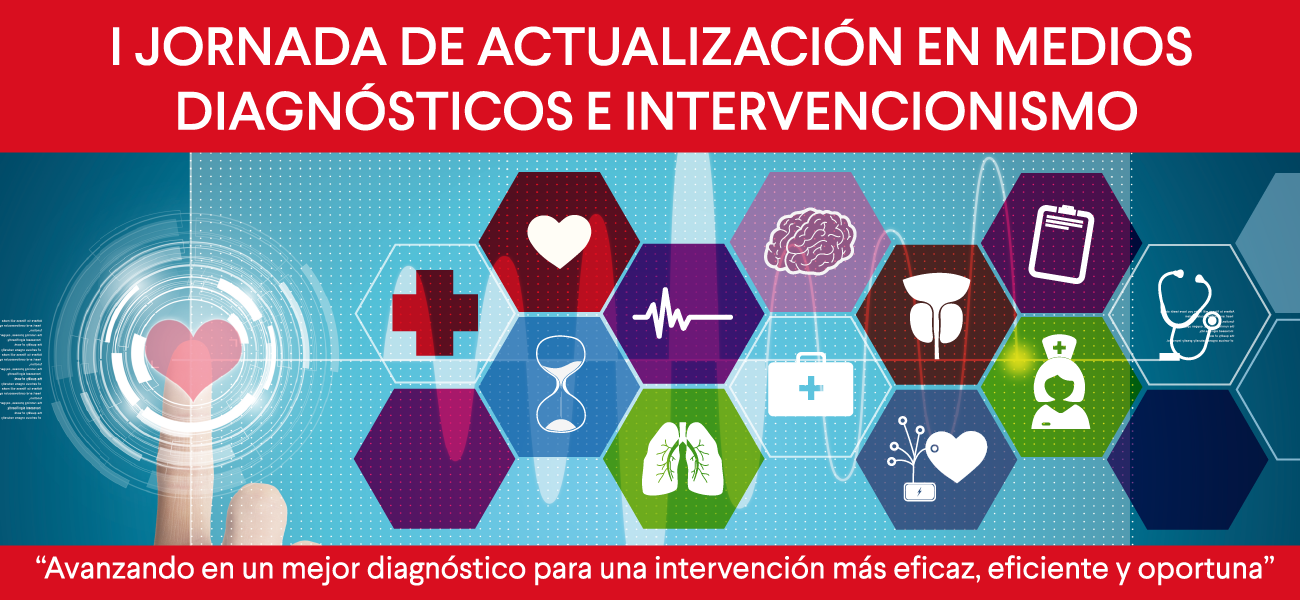 I JORNADA DE ACTUALIZACIÓN EN MEDIOS
DIAGNÓSTICOS E INTERVENCIONISMO
“Avanzando en un mejor diagnóstico para una intervención más eficaz, eficiente y oportuna”